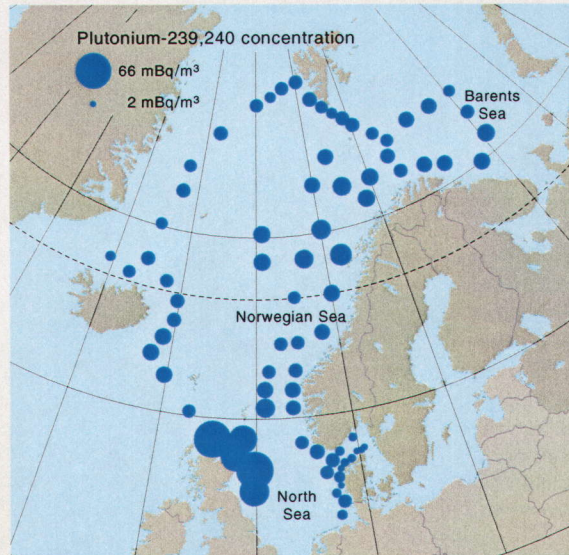 Plutonium-239,240 concentration
66 mBq/m³
2 mBq/m³
Barents
Sea
Norwegian Sea
North
Sea